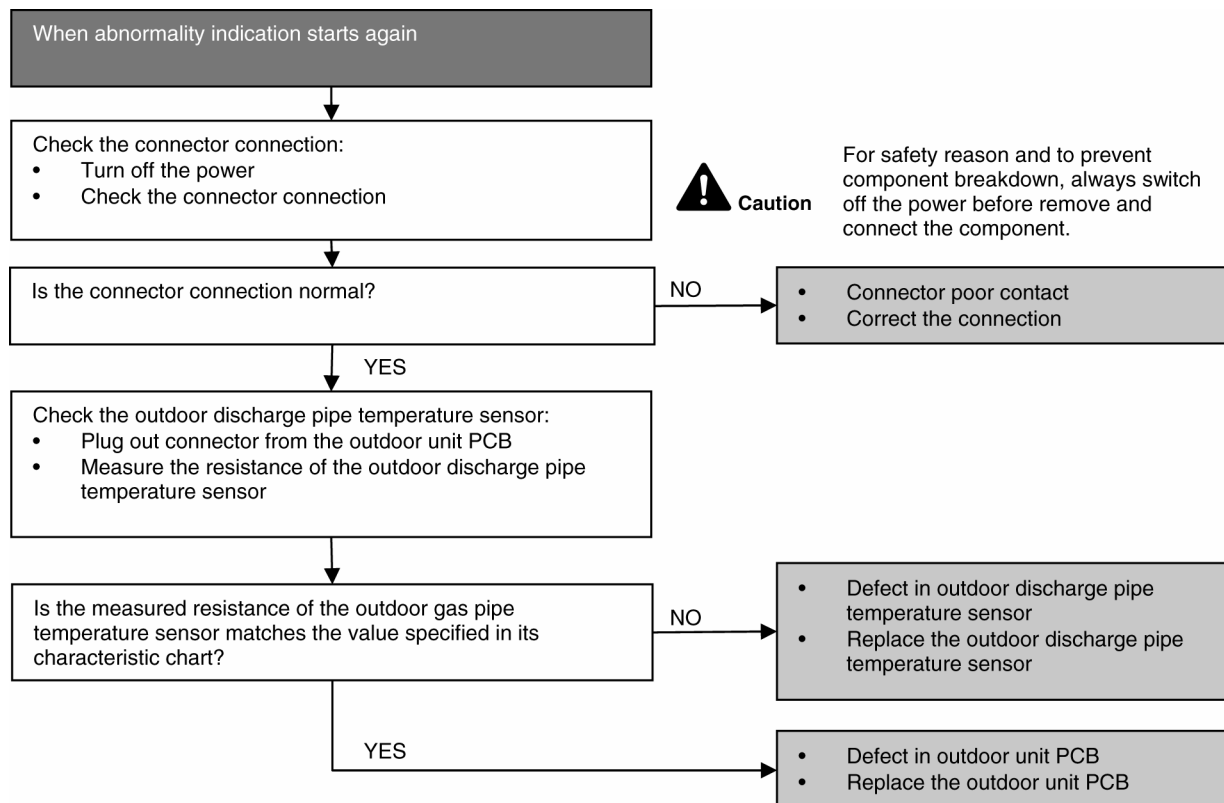 When abnormality indication starts again
Check the connector connection:
• Turn off the power
• Check the connector connection
Caution
For safety reason and to prevent
component breakdown, always switch
off the power before remove and
connect the component.
Is the connector connection normal?
NO
• Connector poor contact
• Correct the connection
YES
Check the outdoor discharge pipe temperature sensor:
• Plug out connector from the outdoor unit PCB
• Measure the resistance of the outdoor discharge pipe
temperature sensor
Is the measured resistance of the outdoor gas pipe
temperature sensor matches the value specified in its
characteristic chart?
NO
• Defect in outdoor discharge pipe
temperature sensor
• Replace the outdoor discharge pipe
temperature sensor
YES
• Defect in outdoor unit PCB
• Replace the outdoor unit PCB